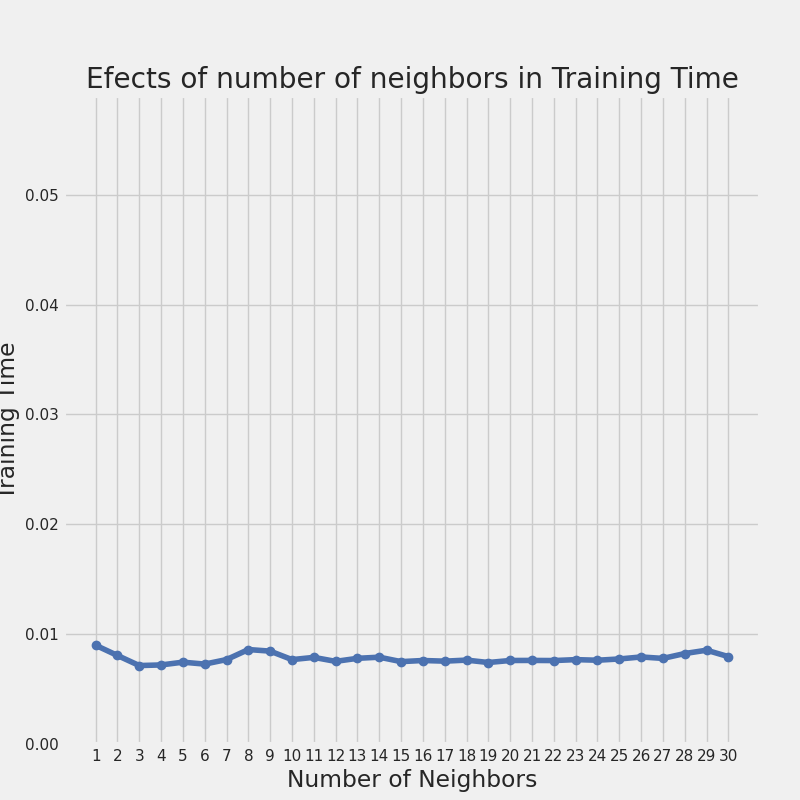 Efects of number of neighbors in Training Time
0.05
0.04
0.03
0.02
0.01
0.00
Training Time
1 2 3 4 5 6 7 8 9 10 11 12 13 14 15 16 17 18 19 20 21 22 23 24 25 26 27 28 29 30
Number of Neighbors